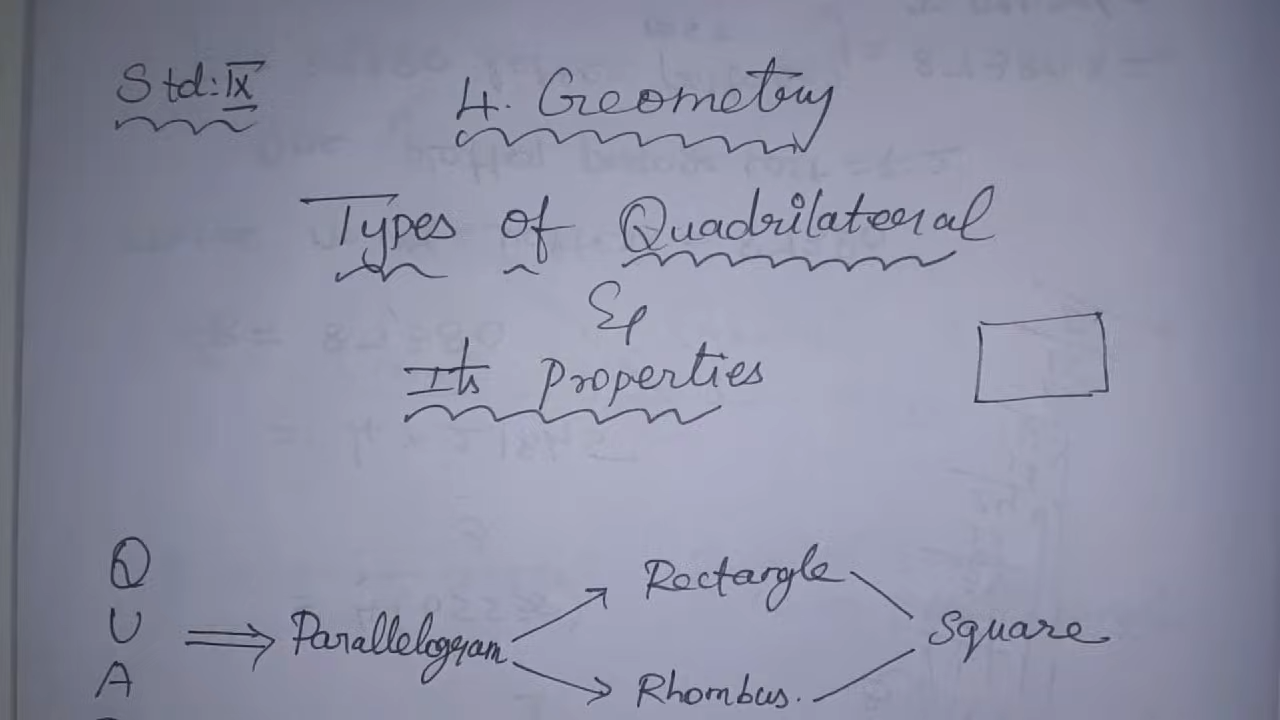 Std: IX
4. Geometry
Types of Quadrilateral
&
Its Properties
Q
U
A
Parallelogram
Rectangle
Rhombus.
Square